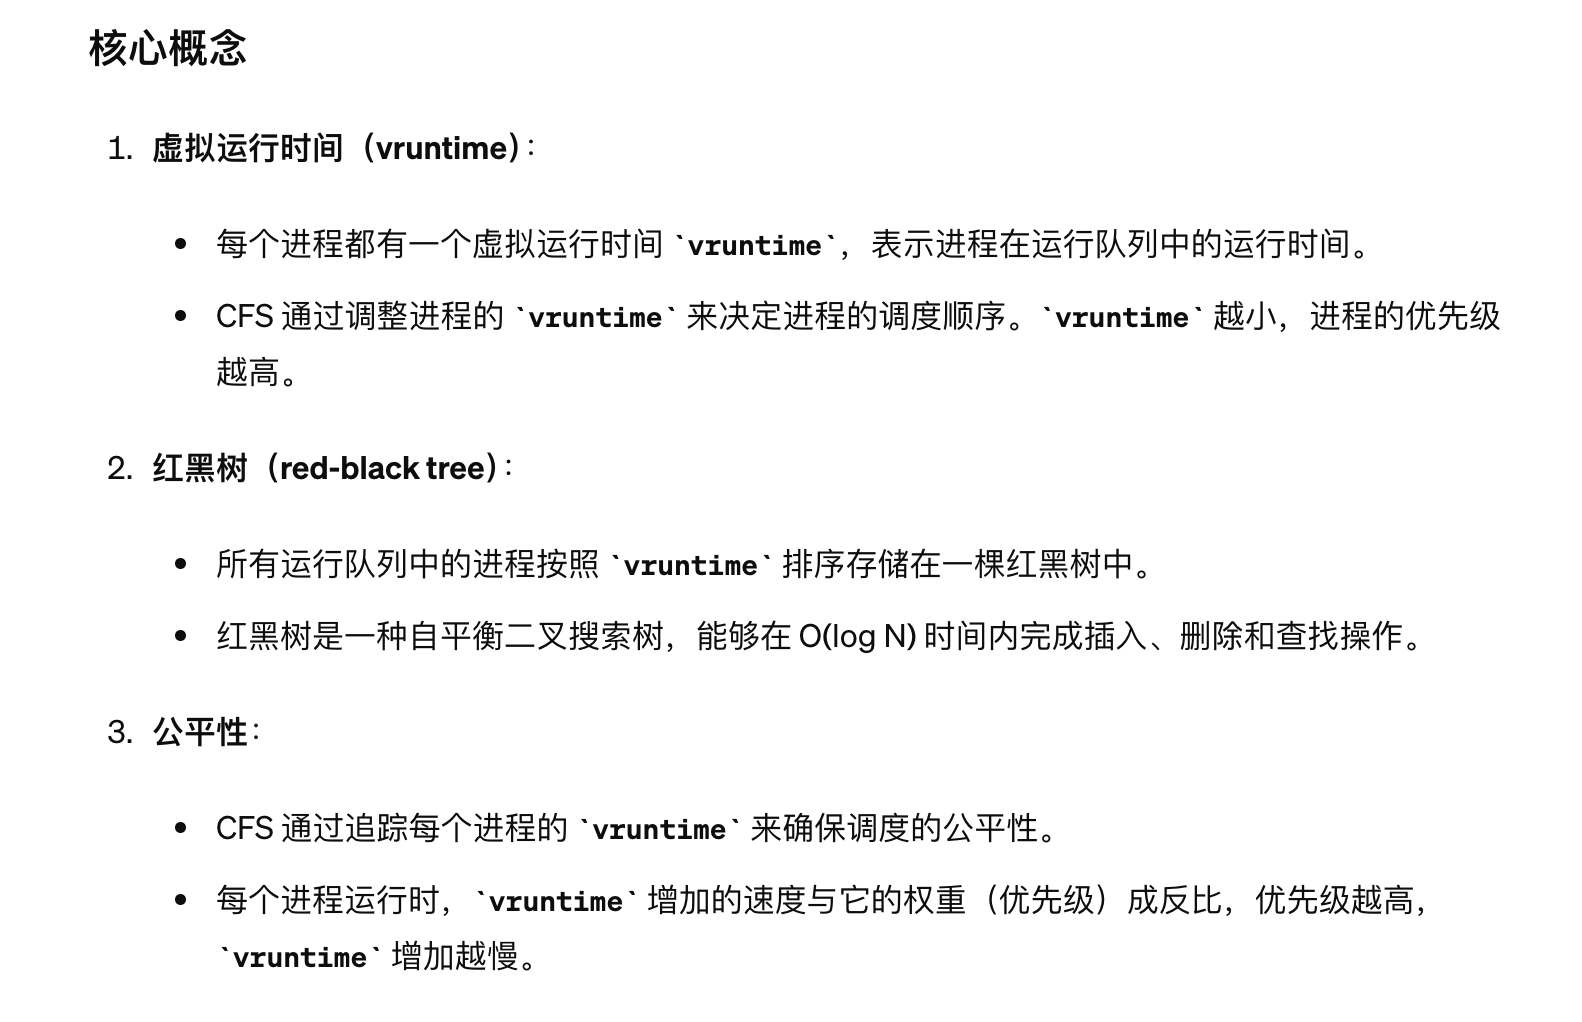 核心概念
1. 虚拟运行时间（vruntime）：
• 每个进程都有一个虚拟运行时间 `vruntime`，表示进程在运行队列中的运行时间。
• CFS 通过调整进程的 `vruntime` 来决定进程的调度顺序。`vruntime` 越小，进程的优先级
越高。
2. 红黑树（red-black tree）：
• 所有运行队列中的进程按照 `vruntime` 排序存储在一棵红黑树中。
• 红黑树是一种自平衡二叉搜索树，能够在 O(log N) 时间内完成插入、删除和查找操作。
3. 公平性：
• CFS 通过追踪每个进程的 `vruntime` 来确保调度的公平性。
• 每个进程运行时，`vruntime` 增加的速度与它的权重（优先级）成反比，优先级越高，
`vruntime` 增加越慢。